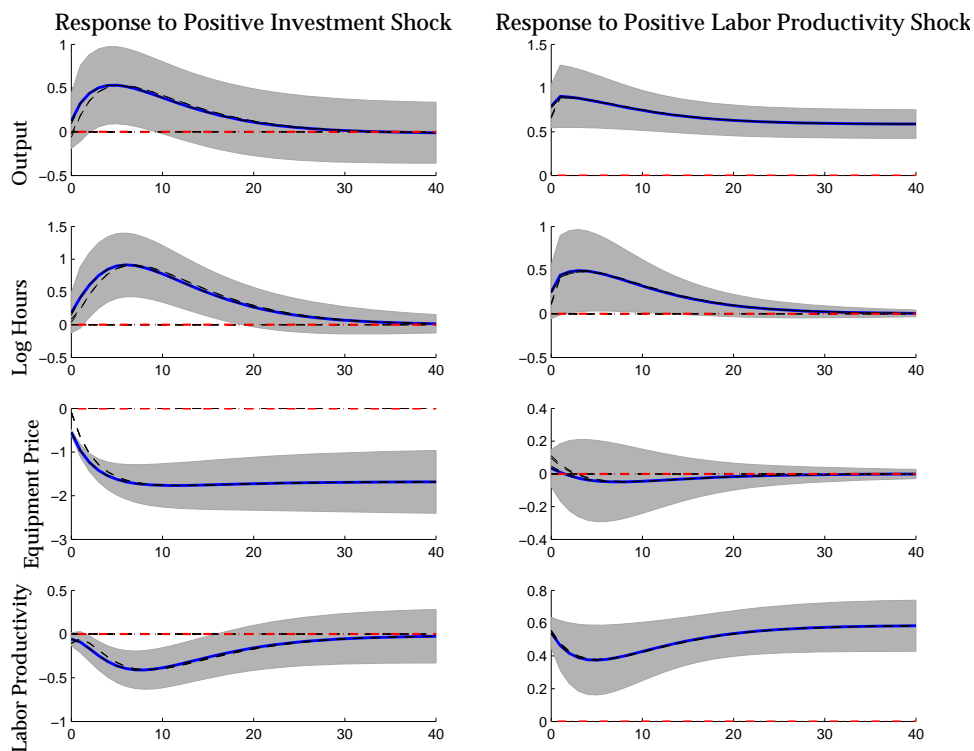 Response to Positive Investment Shock
Response to Positive Labor Productivity Shock
Output
1
0.5
0
−0.5
0 10 20 30 40
1.5
1
0.5
0
0 10 20 30 40
Log Hours
1.5
1
0.5
0
−0.5
0 10 20 30 40
1
0.5
0
−0.5
0 10 20 30 40
Equipment Price
0
−1
−2
−3
0 10 20 30 40
0.4
0.2
0
−0.2
−0.4
0 10 20 30 40
Labor Productivity
0.5
0
−0.5
−1
0 10 20 30 40
0.8
0.6
0.4
0.2
0
0 10 20 30 40